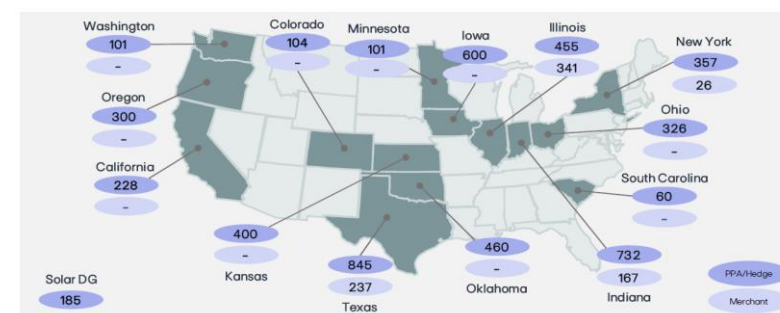 Washington
101
-
Colorado
104
-
Minnesota
101
-
Iowa
600
-
Illinois
455
341
New York
357
26
Oregon
300
-
Ohio
326
-
California
228
-
South Carolina
60
-
400
-
Kansas
845
237
Texas
460
-
Oklahoma
732
167
Indiana
Solar DG
185
PPA/Hedge
Merchant